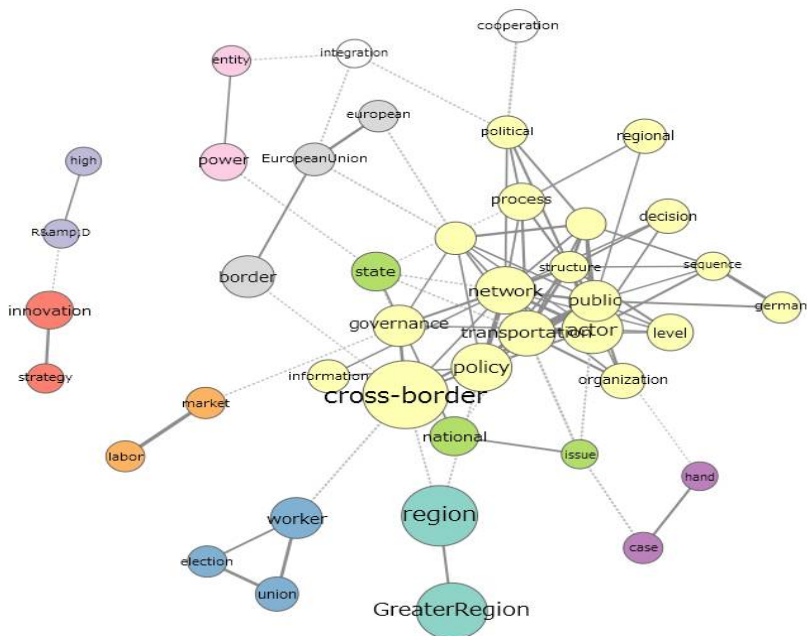 cooperation
integration
entity
european
political
regional
high
EuropeanUnion
power
process
decision
R&amp;D
state
border
structure
sequence
network
public
innovation
governance
transportation
actor
level
german
information
policy
organization
strategy
cross-border
market
national
labor
issue
hand
region
worker
case
election
union
GreaterRegion